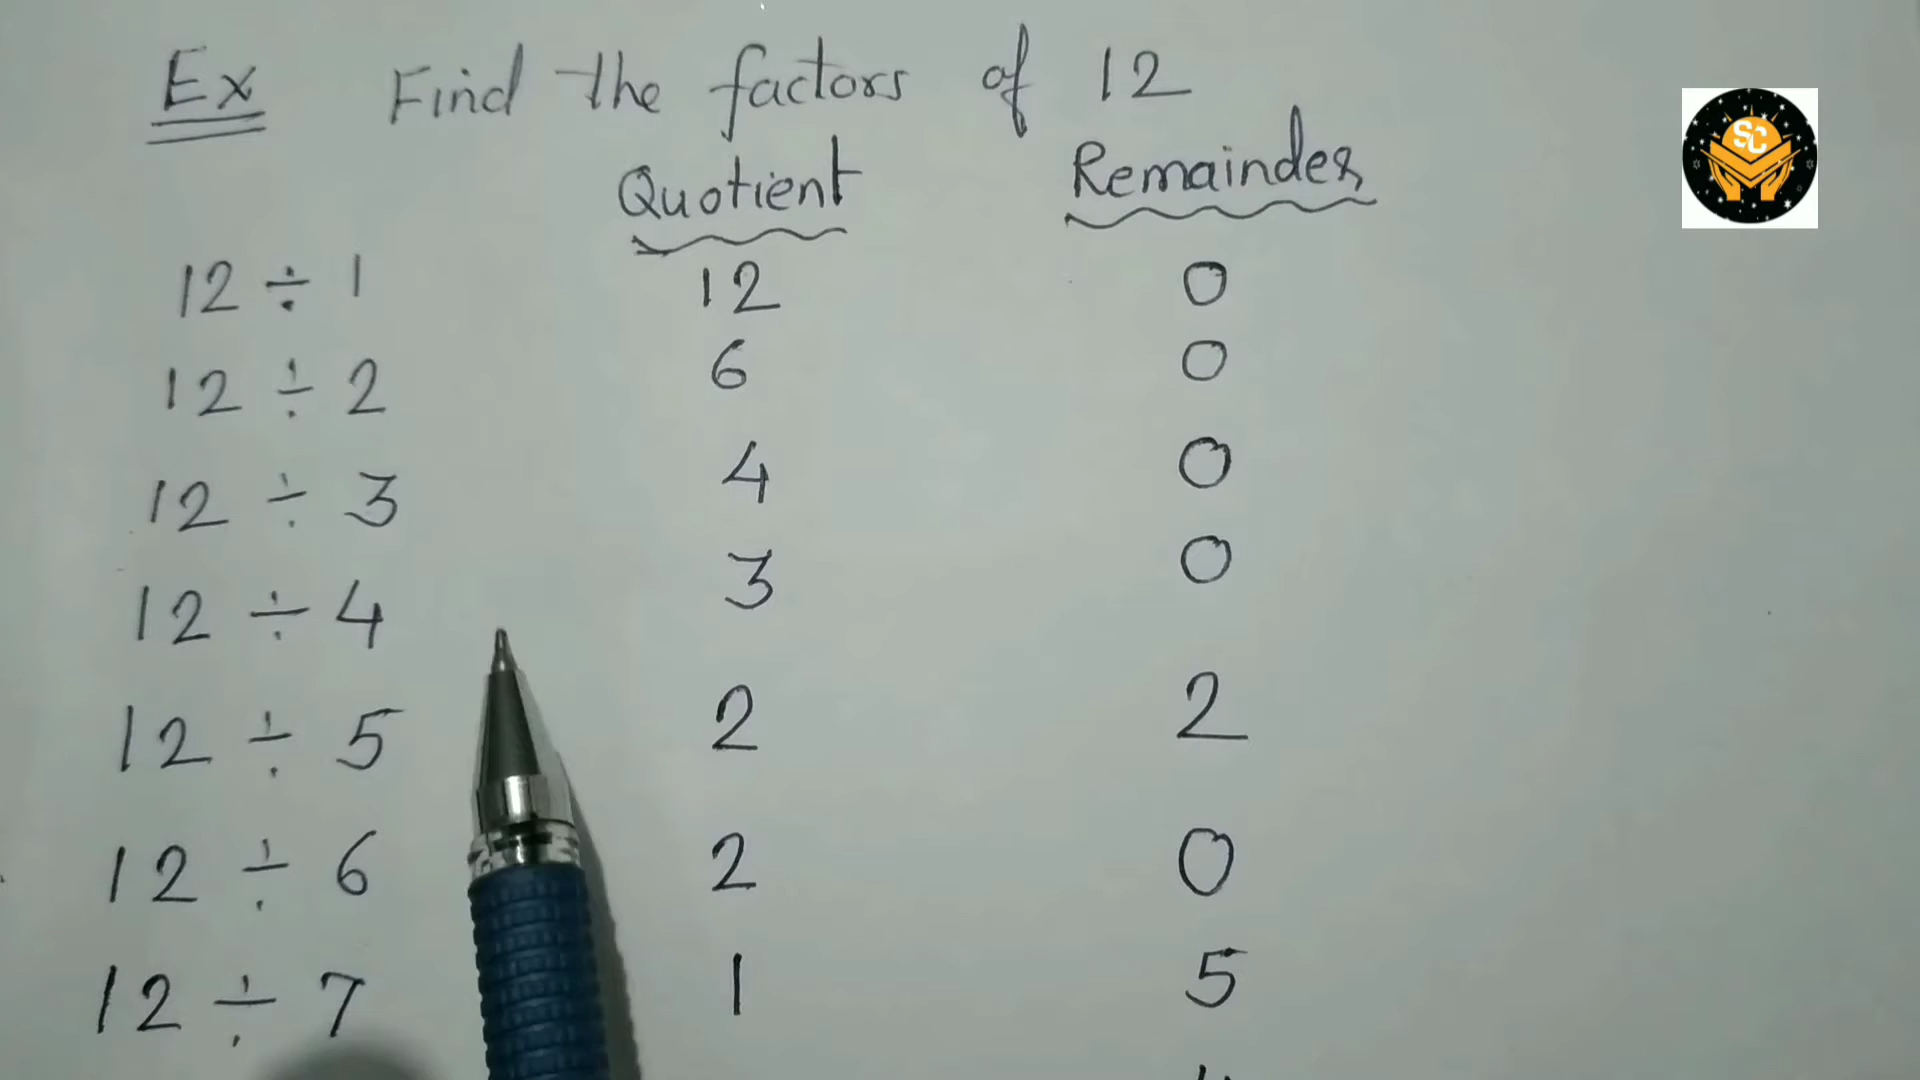 Ex Find the factors of 12
Quotient Remainder
SC
12 ÷ 1 12 0
12 ÷ 2 6 0
12 ÷ 3 4 0
12 ÷ 4 3 0
12 ÷ 5 2 2
12 ÷ 6 2 0
12 ÷ 7 1 5